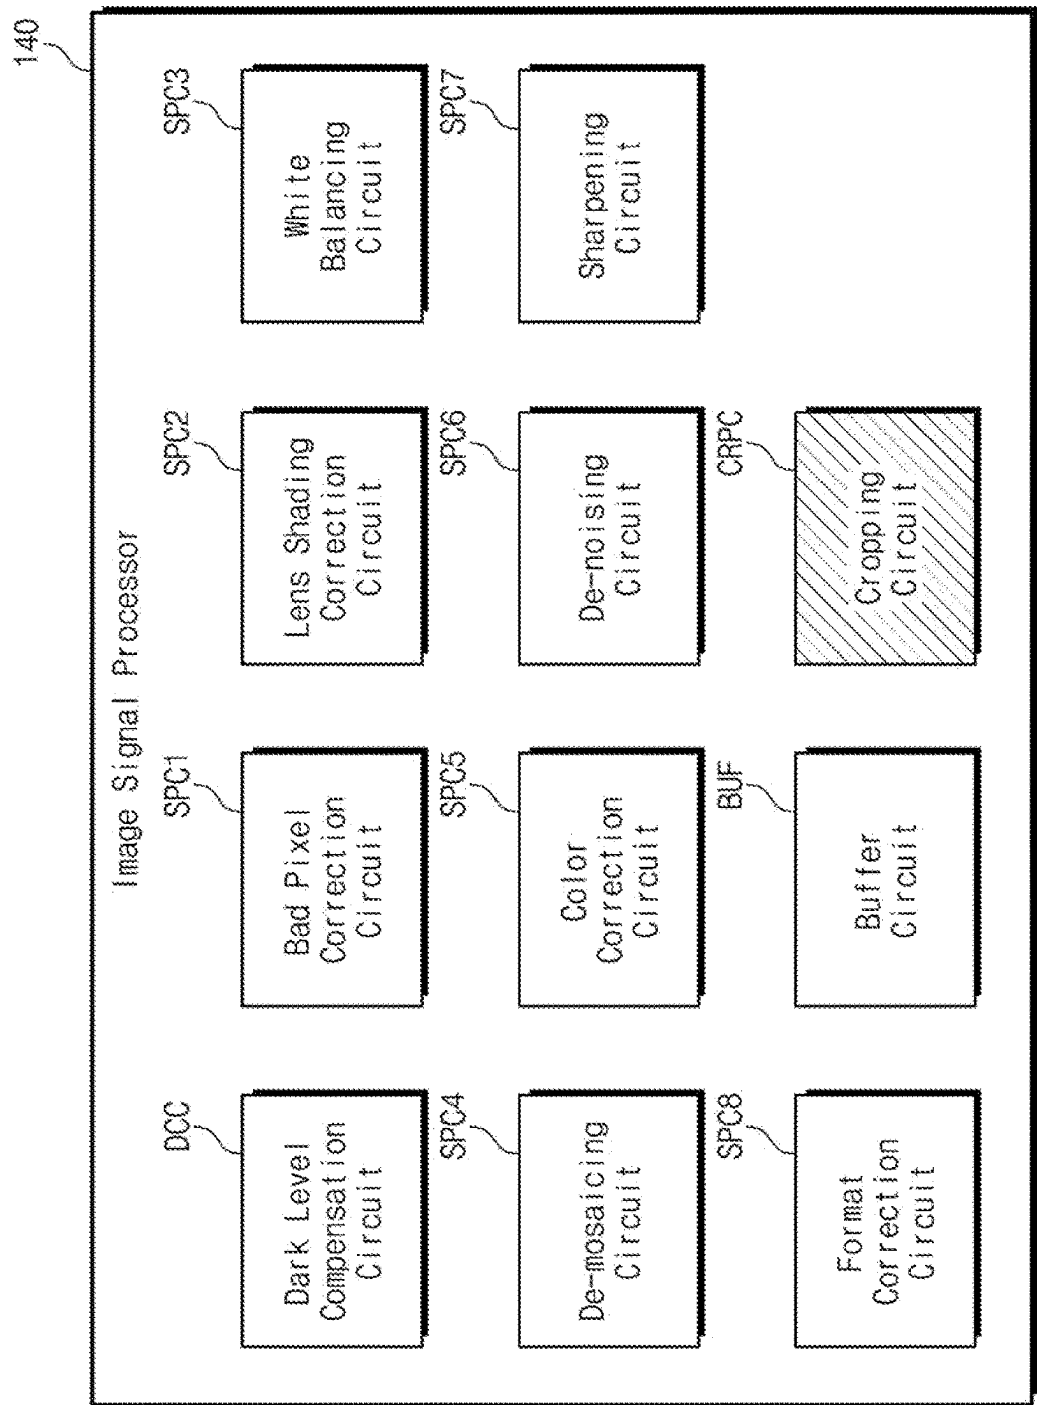 140
Image Signal Processor
DCC
Dark Level
Compensation
Circuit
SPC1
Bad Pixel
Correction
Circuit
SPC2
Lens Shading
Correction
Circuit
SPC3
White
Balancing
Circuit
SPC4
De-mosaicing
Circuit
SPC5
Color
Correction
Circuit
SPC6
De-noising
Circuit
SPC7
Sharpening
Circuit
SPC8
Format
Correction
Circuit
BUF
Buffer
Circuit
CRPC
Cropping
Circuit